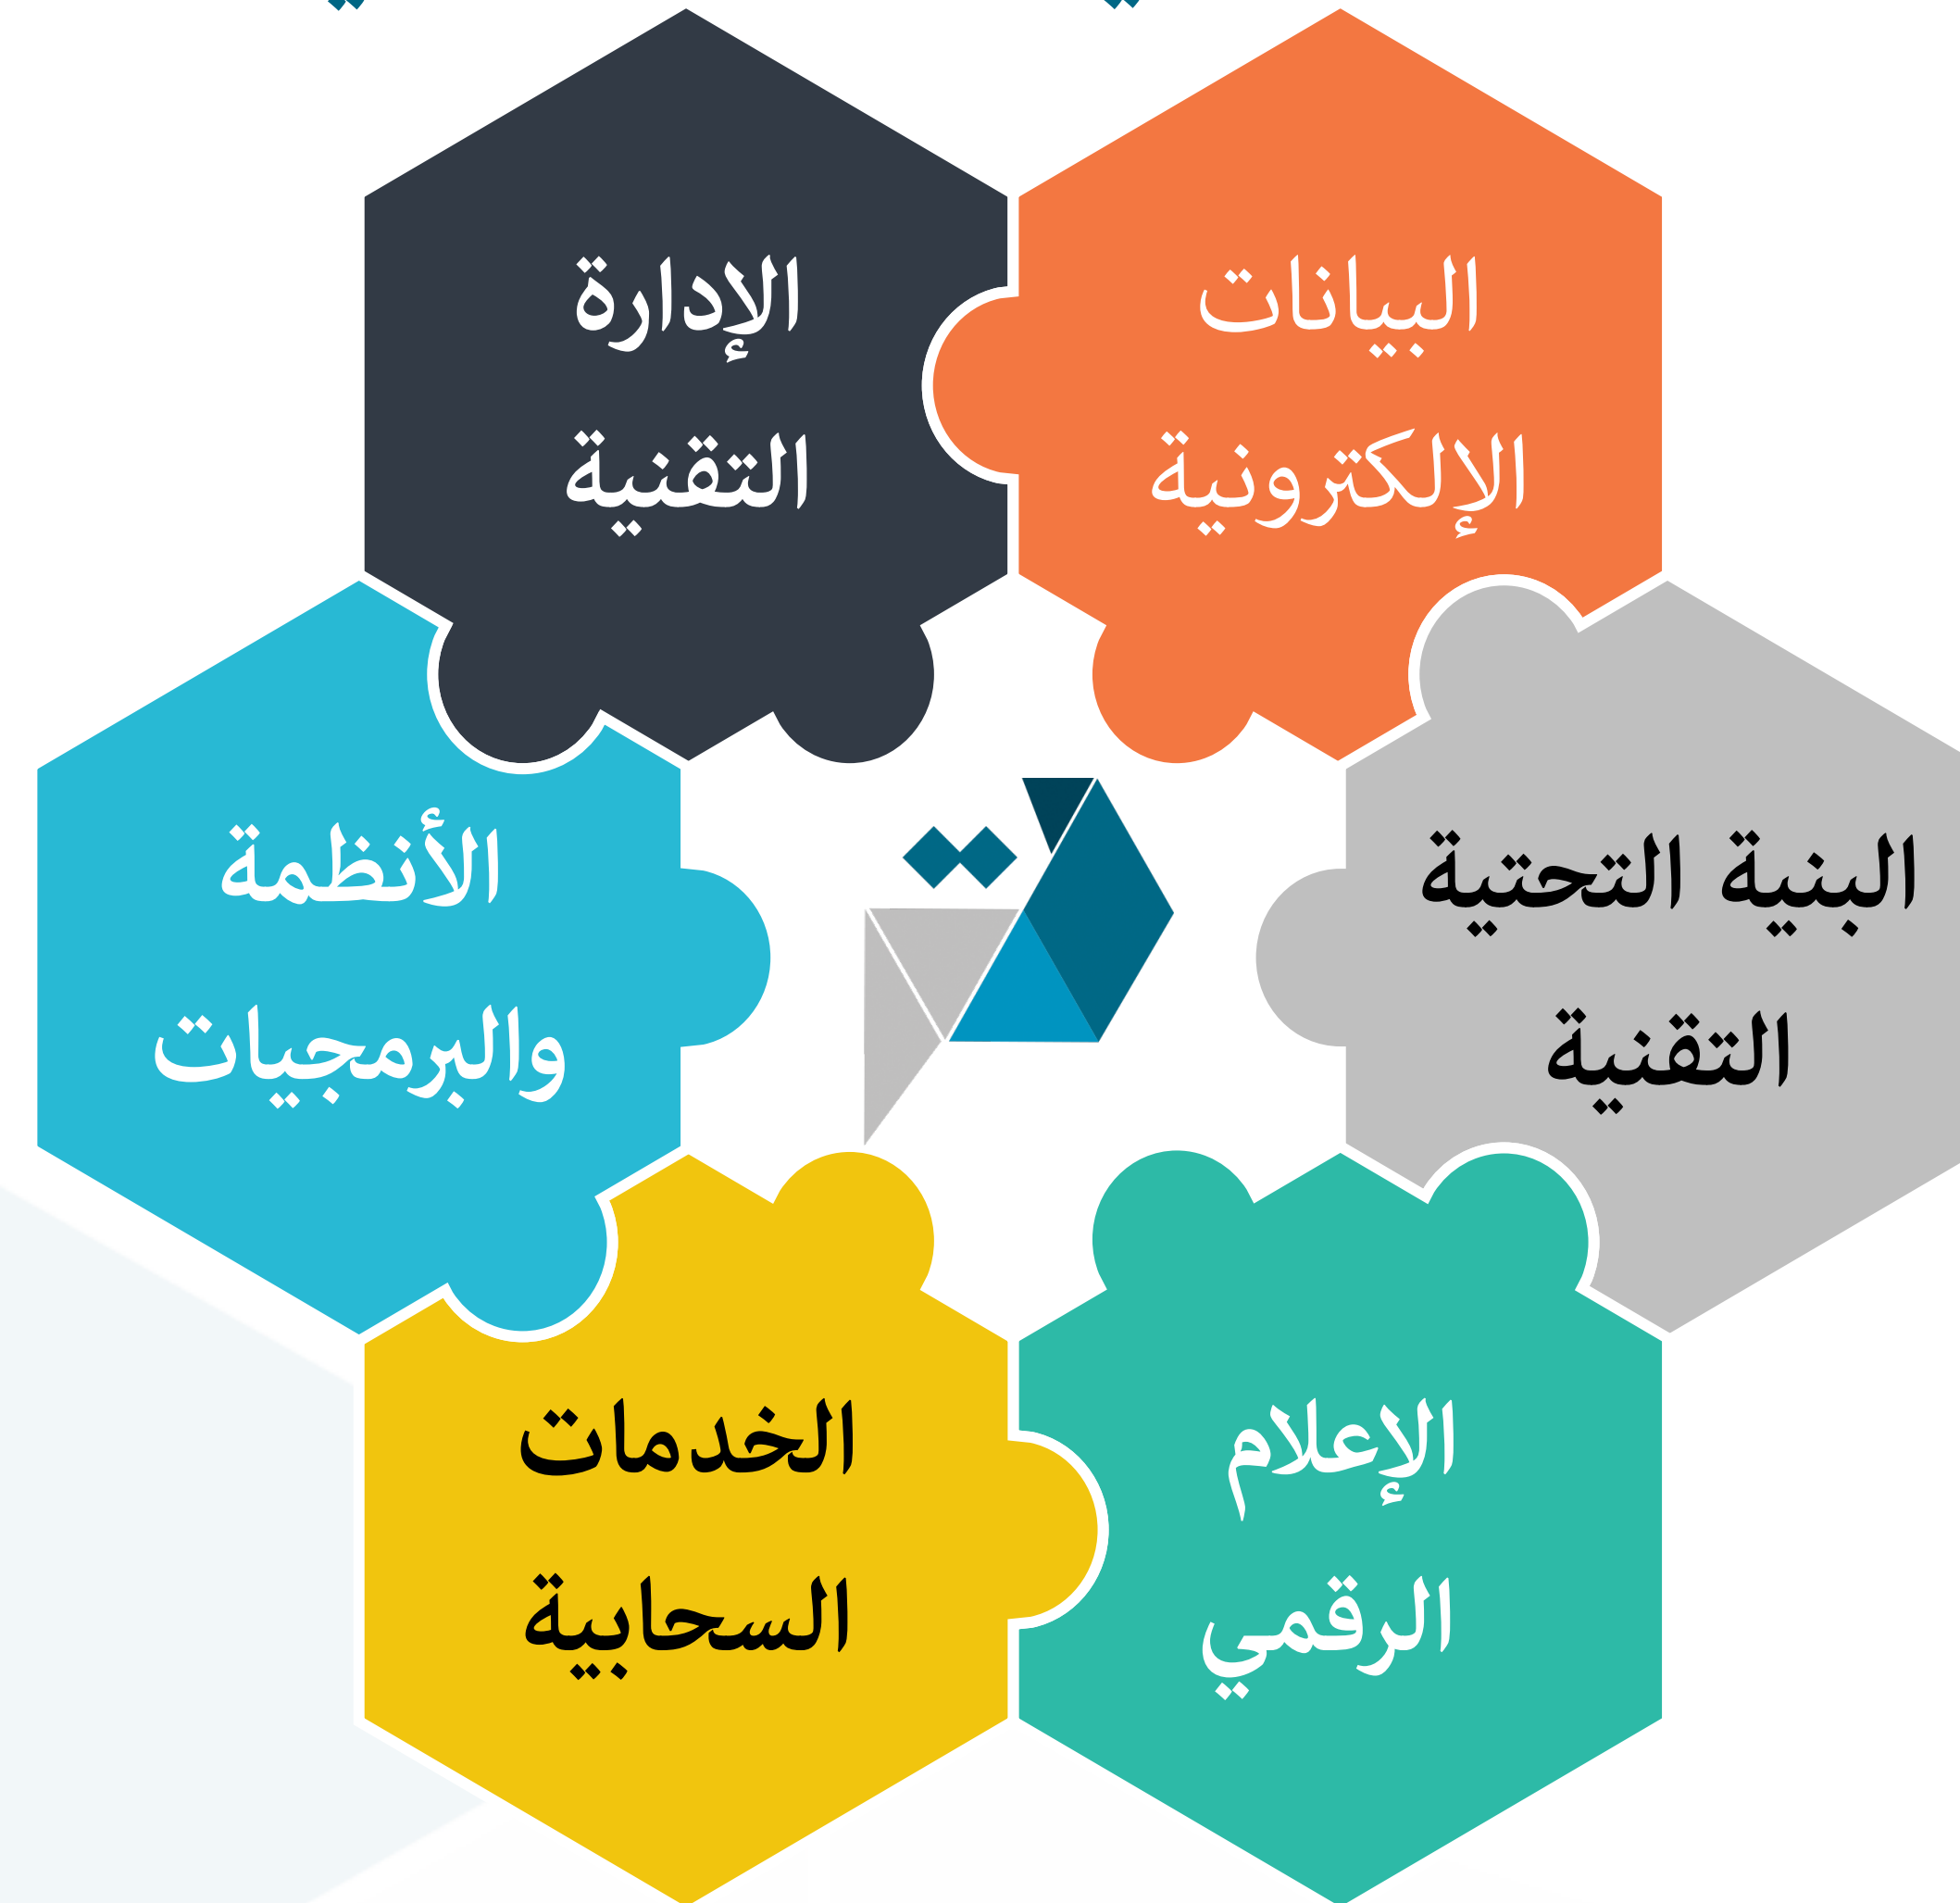 البيانات
الإلكترونية
الإدارة
التقنية
البنية التحتية
التقنية
الأنظمة
والبرمجيات
الإعلام
الرقمي
الخدمات
السحابية